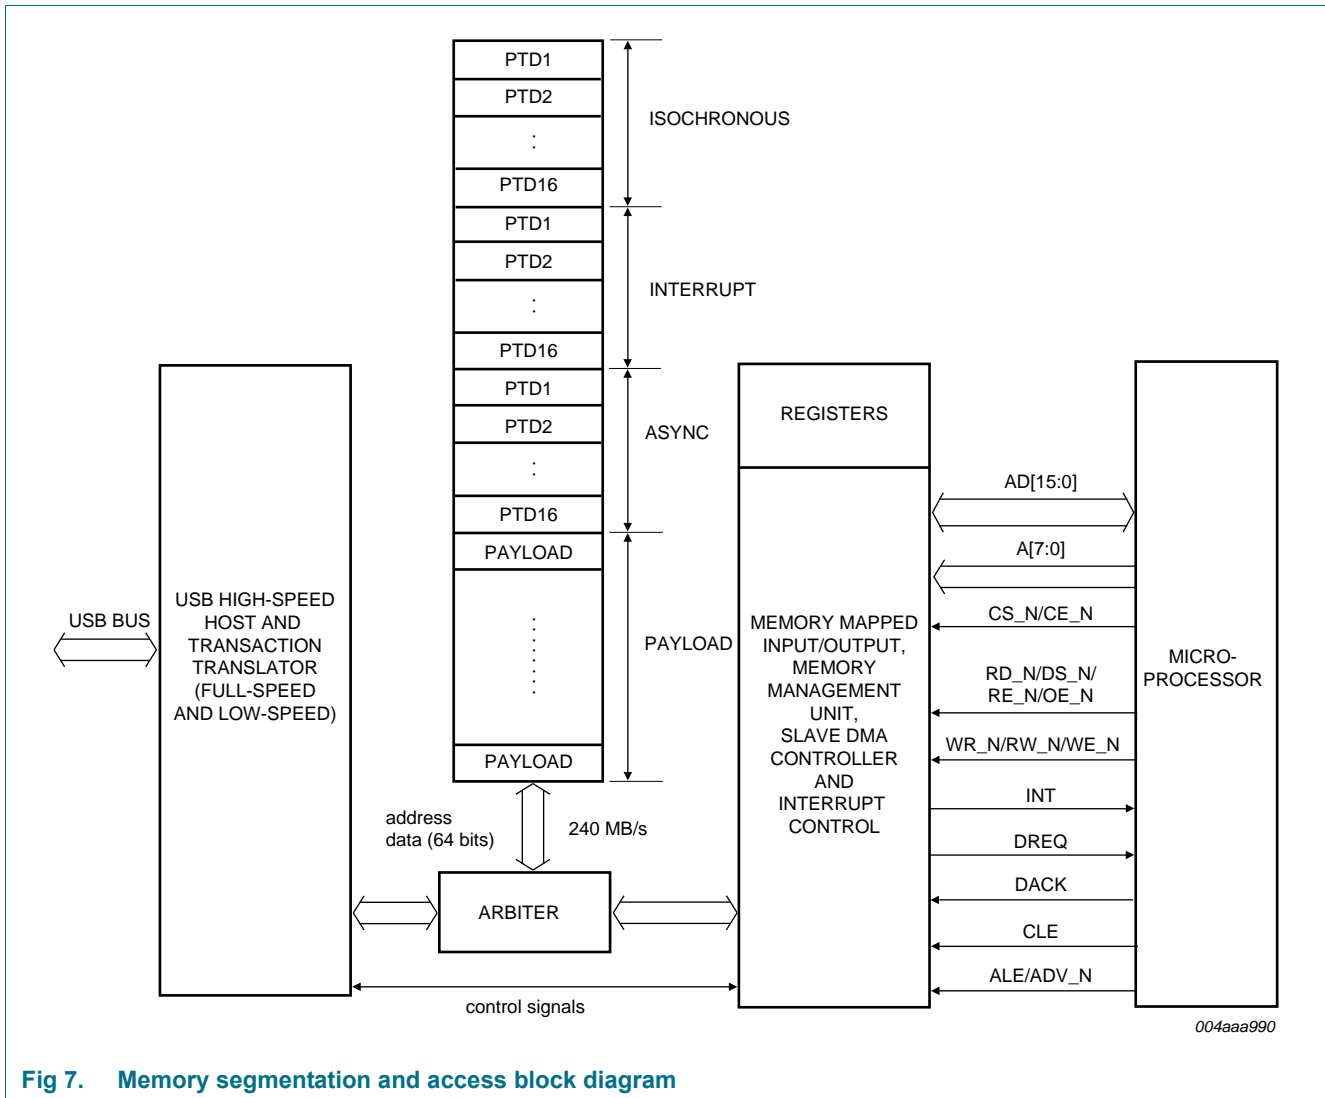 PTD1
PTD2
:
PTD16
ISOCHRONOUS
PTD1
PTD2
:
PTD16
INTERRUPT
PTD1
PTD2
:
PTD16
ASYNC
PAYLOAD
PAYLOAD
PAYLOAD
USB BUS
USB HIGH-SPEED
HOST AND
TRANSACTION
TRANSLATOR
(FULL-SPEED
AND LOW-SPEED)
address
data (64 bits)
240 MB/s
ARBITER
control signals
REGISTERS
MEMORY MAPPED
INPUT/OUTPUT,
MEMORY
MANAGEMENT
UNIT,
SLAVE DMA
CONTROLLER
AND
INTERRUPT
CONTROL
AD[15:0]
A[7:0]
CS_N/CE_N
RD_N/DS_N/
RE_N/OE_N
WR_N/RW_N/WE_N
INT
DREQ
DACK
CLE
ALE/ADV_N
MICRO-
PROCESSOR
004aaa990
Fig 7. Memory segmentation and access block diagram